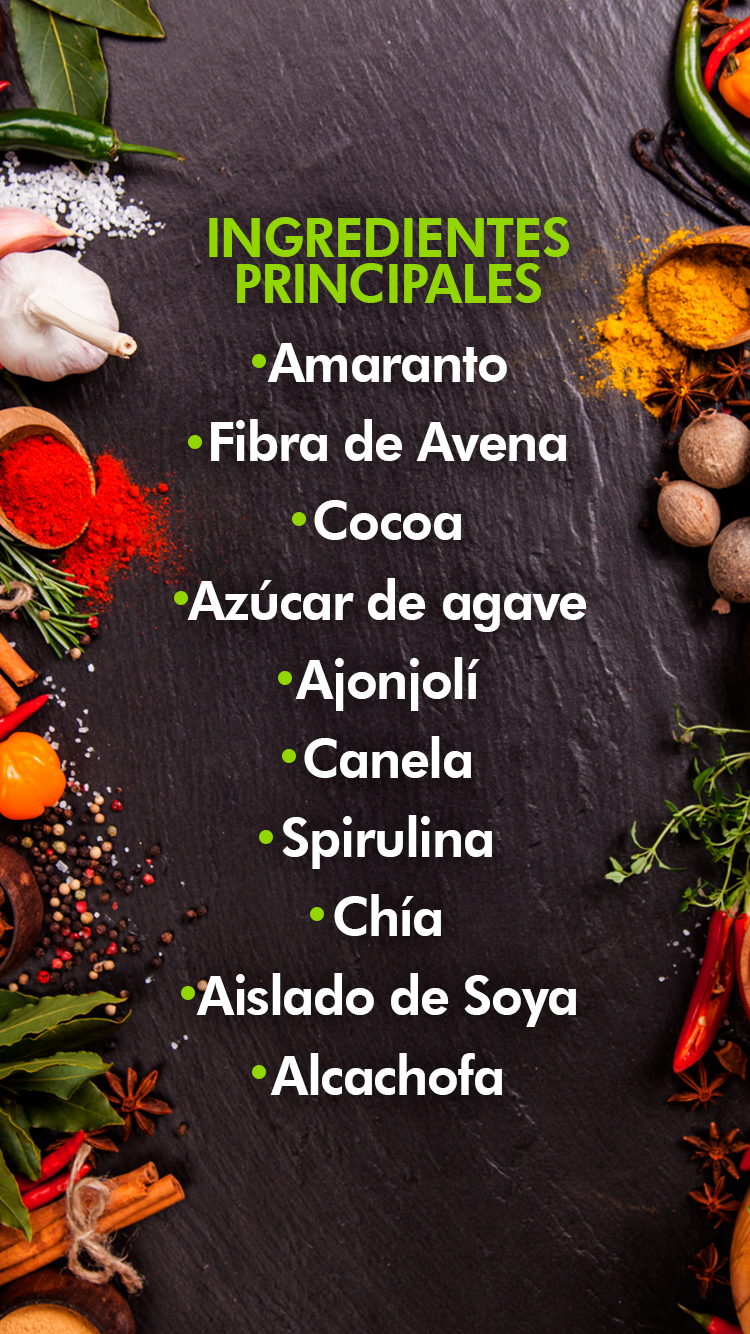 INGREDIENTES
PRINCIPALES
•Amaranto
•Fibra de Avena
•Cocoa
•Azúcar de agave
•Ajonjolí
•Canela
•Spirulina
•Chía
•Aislado de Soya
•Alcachofa